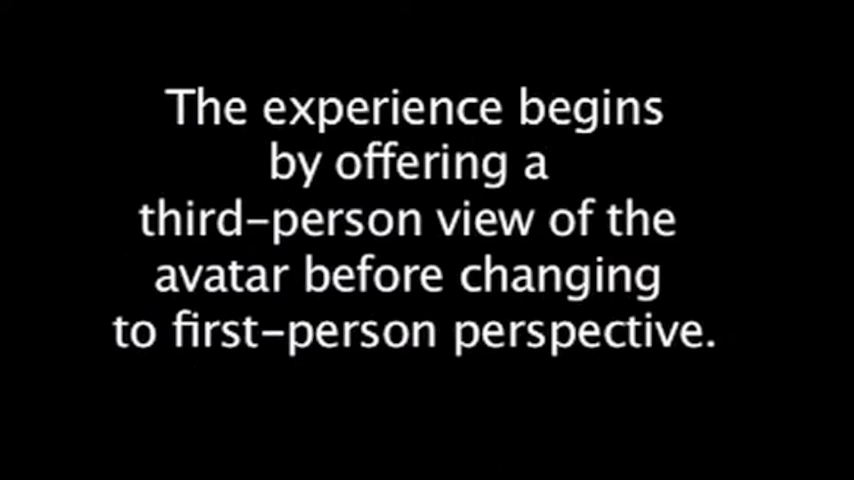 The experience begins
by offering a
third-person view of the
avatar before changing
to first-person perspective.